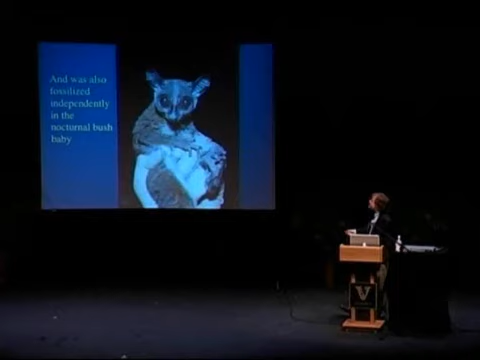 And was also
fossilized
independently
in the
nocturnal bush
baby
V